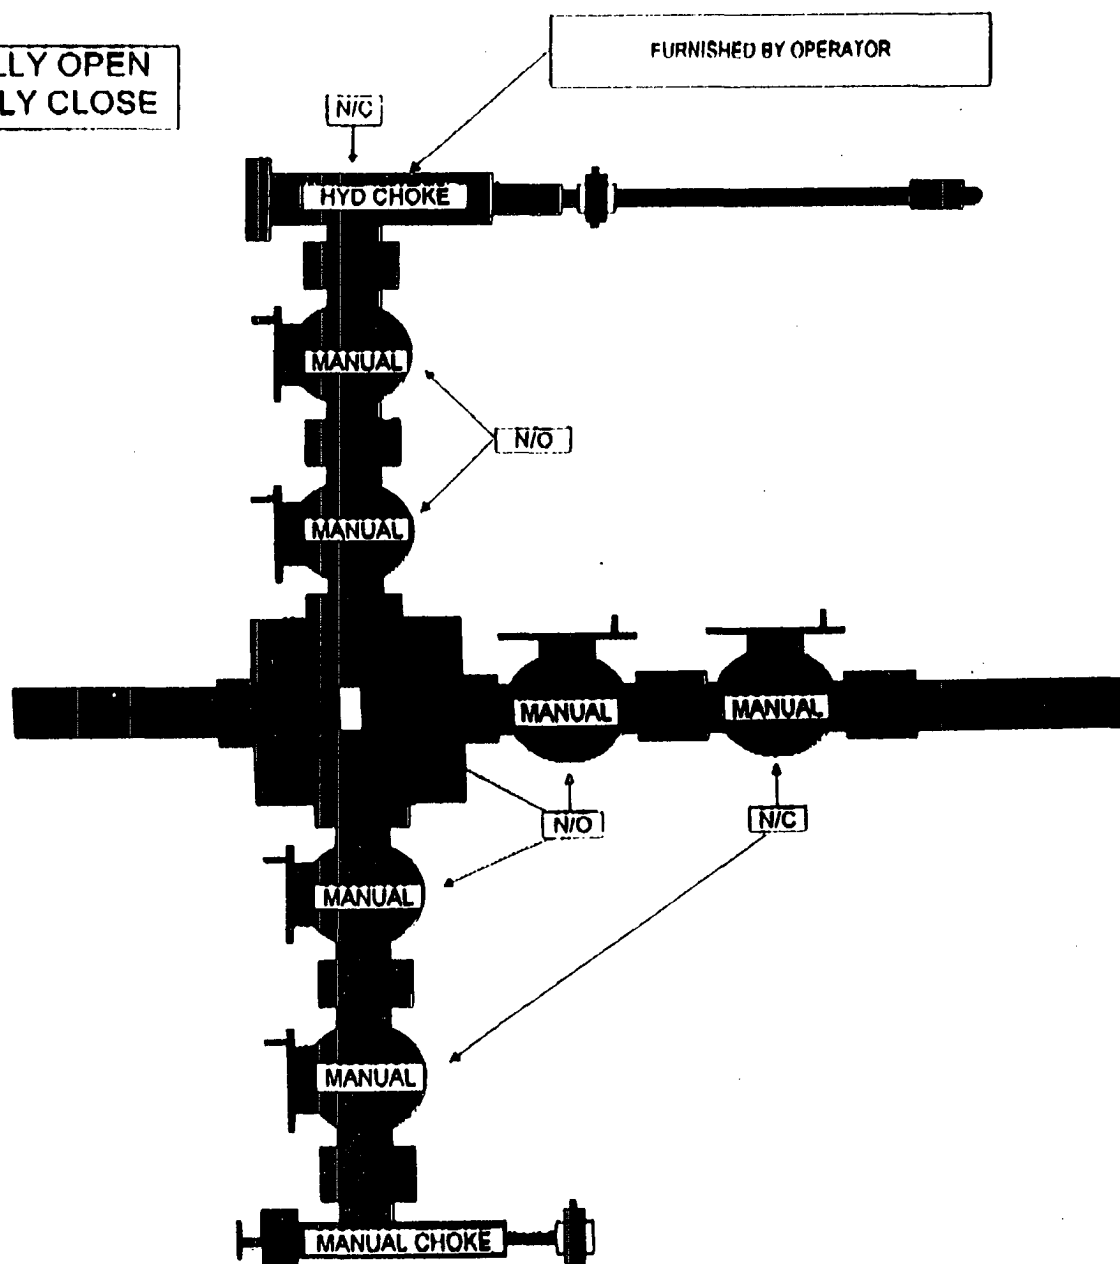 LLY OPEN
LY CLOSE
FURNISHED BY OPERATOR
N/C
HYD CHOKE
MANUAL
N/O
MANUAL
MANUAL
MANUAL
N/O
N/C
MANUAL
MANUAL
MANUAL CHOKE